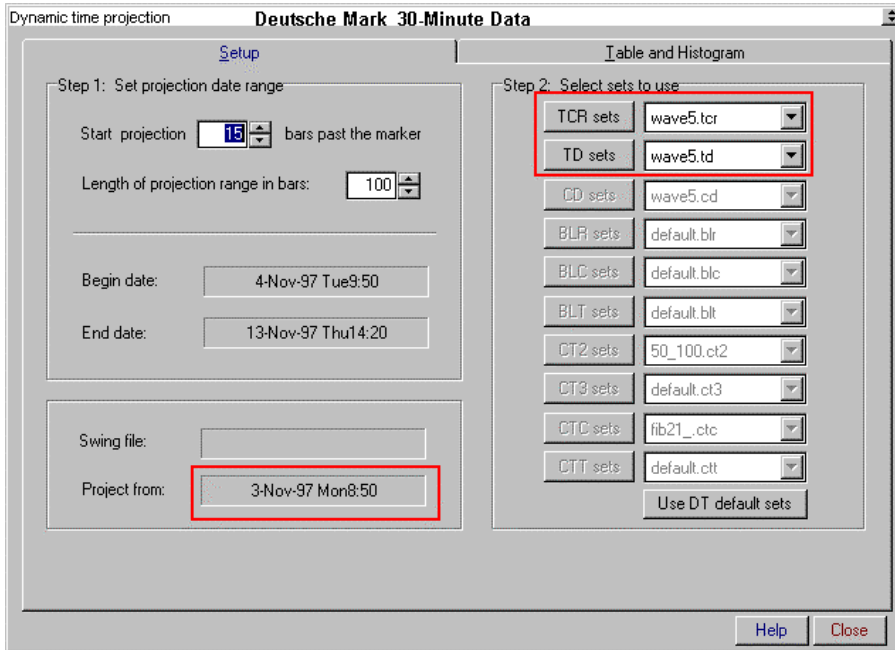 Dynamic time projection Deutsche Mark 30-Minute Data
Setup Table and Histogram
Step 1: Set projection date range
Start projection 15 bars past the marker
Length of projection range in bars: 100
Begin date: 4-Nov-97 Tue9:50
End date: 13-Nov-97 Thu14:20
Swing file:
Project from: 3-Nov-97 Mon8:50
Step 2: Select sets to use
TCR sets wave5.tcr
TD sets wave5.td
CD sets wave5.cd
BLR sets default.blr
BLC sets default.blc
BLT sets default.blt
CT2 sets 50_100.ct2
CT3 sets default.ct3
CTC sets fib21_.ctc
CTT sets default.ctt
Use DT default sets
Help Close